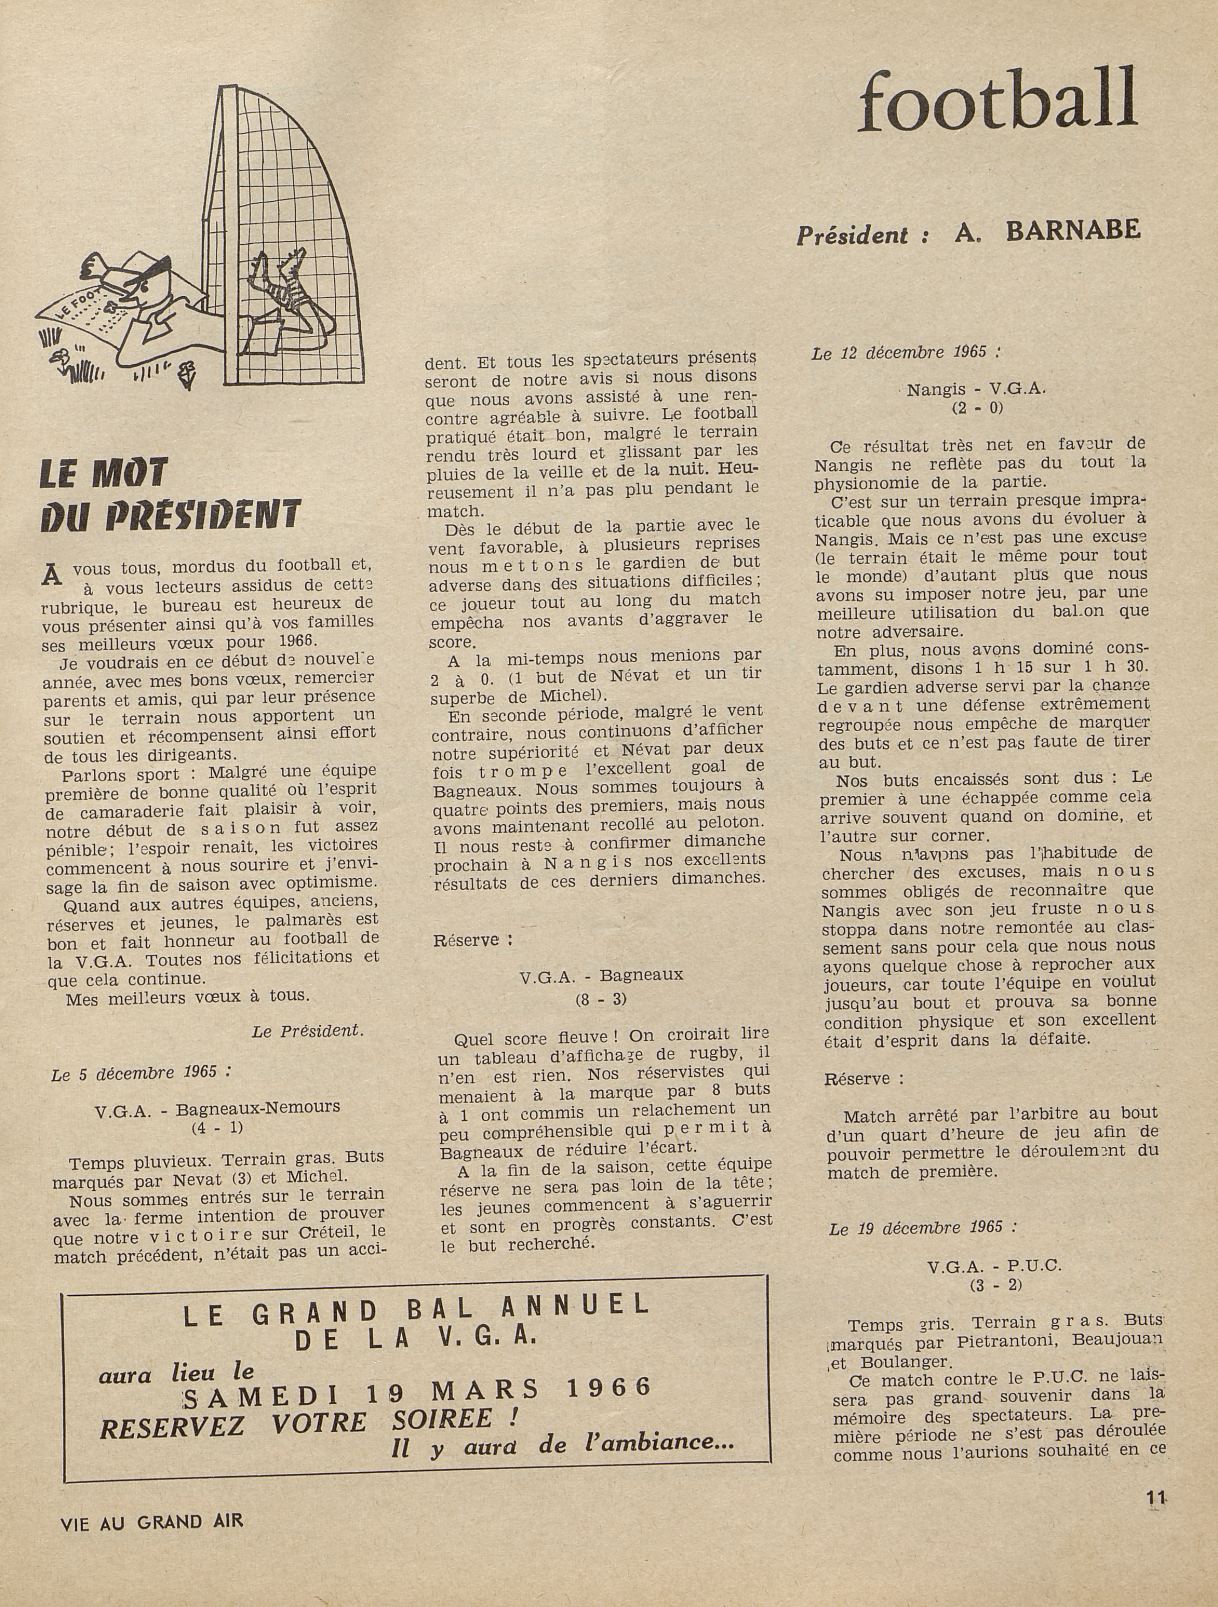 football
Président : A. BARNABE
LE FOOT
LE MOT
DU PRÉSIDENT
A vous tous, mordus du football et,
à vous lecteurs assidus de cette
rubrique, le bureau est heureux de
vous présenter ainsi qu'à vos familles
ses meilleurs vœux pour 1966.
Je voudrais en ce début de nouvelle
année, avec mes bons vœux, remercier
parents et amis, qui par leur présence
sur le terrain nous apportent un
soutien et récompensent ainsi effort
de tous les dirigeants.
Parlons sport : Malgré une équipe
première de bonne qualité où l'esprit
de camaraderie fait plaisir à voir,
notre début de saison fut assez
pénible ; l'espoir renait, les victoires
commencent à nous sourire et j'envi-
sage la fin de saison avec optimisme.
Quand aux autres équipes, anciens,
réserves et jeunes, le palmarès est
bon et fait honneur au football de
la V.G.A. Toutes nos félicitations et
que cela continue.
Mes meilleurs vœux à tous.
Le Président.
Le 5 décembre 1965 :
V.G.A. - Bagneaux-Nemours
(4 - 1)
Temps pluvieux. Terrain gras. Buts
marqués par Nevat (3) et Michel.
Nous sommes entrés sur le terrain
avec la ferme intention de prouver
que notre victoire sur Créteil, le
match précédent, n'était pas un acci-
dent. Et tous les spectateurs présents
seront de notre avis si nous disons
que nous avons assisté à une ren-
contre agréable à suivre. Le football
pratiqué était bon, malgré le terrain
rendu très lourd et glissant par les
pluies de la veille et de la nuit. Heu-
reusement il n'a pas plu pendant le
match.
Dès le début de la partie avec le
vent favorable, à plusieurs reprises
nous mettons le gardien de but
adverse dans des situations difficiles ;
ce joueur tout au long du match
empêcha nos avants d'aggraver le
score.
A la mi-temps nous menions par
2 à 0. (1 but de Névat et un tir
superbe de Michel).
En seconde période, malgré le vent
contraire, nous continuons d'afficher
notre supériorité et Névat par deux
fois trompe l'excellent goal de
Bagneaux. Nous sommes toujours à
quatre points des premiers, mais nous
avons maintenant recollé au peloton.
Il nous reste à confirmer dimanche
prochain à Nangis nos excellents
résultats de ces derniers dimanches.
Réserve :
V.G.A. - Bagneaux
(8 - 3)
Quel score fleuve ! On croirait lire
un tableau d'affichage de rugby, il
n'en est rien. Nos réservistes qui
menaient à la marque par 8 buts
à 1 ont commis un relachement un
peu compréhensible qui permit à
Bagneaux de réduire l'écart.
A la fin de la saison, cette équipe
réserve ne sera pas loin de la tête ;
les jeunes commencent à s'aguerrir
et sont en progrès constants. C'est
le but recherché.
Le 12 décembre 1965 :
Nangis - V.G.A.
(2 - 0)
Ce résultat très net en faveur de
Nangis ne reflète pas du tout la
physionomie de la partie.
C'est sur un terrain presque impra-
ticable que nous avons du évoluer à
Nangis. Mais ce n'est pas une excuse
(le terrain était le même pour tout
le monde) d'autant plus que nous
avons su imposer notre jeu, par une
meilleure utilisation du ballon que
notre adversaire.
En plus, nous avons dominé cons-
tamment, disons 1 h 15 sur 1 h 30.
Le gardien adverse servi par la chance
devant une défense extrêmement
regroupée nous empêche de marquer
des buts et ce n'est pas faute de tirer
au but.
Nos buts encaissés sont dus : Le
premier à une échappée comme cela
arrive souvent quand on domine, et
l'autre sur corner.
Nous n'avons pas l'habitude de
chercher des excuses, mais nous
sommes obligés de reconnaître que
Nangis avec son jeu fruste nous
stoppa dans notre remontée au clas-
sement sans pour cela que nous nous
ayons quelque chose à reprocher aux
joueurs, car toute l'équipe en voulut
jusqu'au bout et prouva sa bonne
condition physique et son excellent
était d'esprit dans la défaite.
Réserve :
Match arrêté par l'arbitre au bout
d'un quart d'heure de jeu afin de
pouvoir permettre le déroulement du
match de première.
Le 19 décembre 1965 :
V.G.A. - P.U.C.
(3 - 2)
Temps gris. Terrain gras. Buts
marqués par Pietrantoni, Beaujouan
et Boulanger.
Ce match contre le P.U.C. ne lais-
sera pas grand souvenir dans la
mémoire des spectateurs. La pre-
mière période ne s'est pas déroulée
comme nous l'aurions souhaité en ce
LE GRAND BAL ANNUEL
DE LA V.G.A.
aura lieu le
SAMEDI 19 MARS 1966
RESERVEZ VOTRE SOIREE !
Il y aura de l'ambiance...
VIE AU GRAND AIR
11